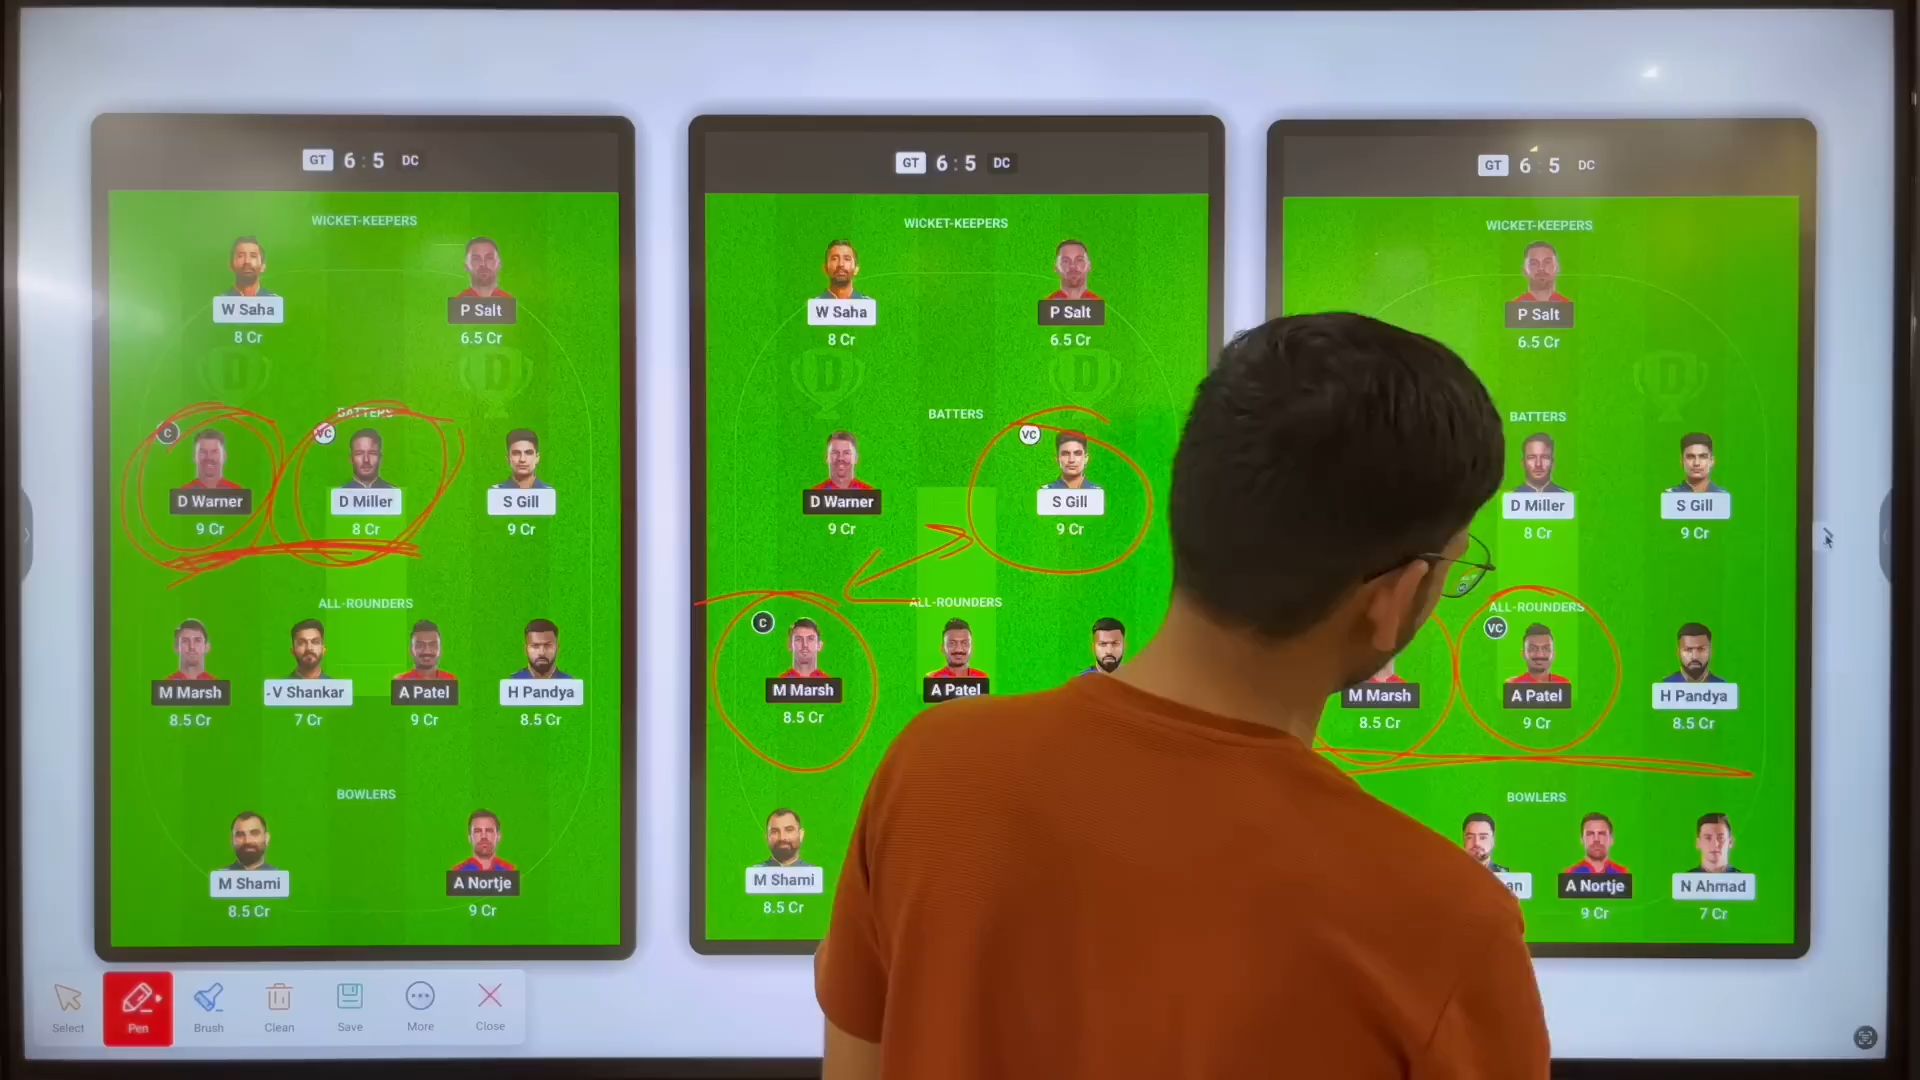 GT 6 : 5 DC
WICKET-KEEPERS
W Saha P Salt
8 Cr 6.5 Cr
BATTERS
C VC
D Warner D Miller S Gill
9 Cr 8 Cr 9 Cr
ALL-ROUNDERS
M Marsh -V Shankar A Patel H Pandya
8.5 Cr 7 Cr 9 Cr 8.5 Cr
BOWLERS
M Shami A Nortje
8.5 Cr 9 Cr
GT 6 : 5 DC
WICKET-KEEPERS
W Saha P Salt
8 Cr 6.5 Cr
BATTERS
VC
D Warner S Gill
9 Cr 9 Cr
ALL-ROUNDERS
C
M Marsh A Patel
8.5 Cr
M Shami
8.5 Cr
GT 6 5 DC
WICKET-KEEPERS
P Salt
6.5 Cr
BATTERS
D Miller S Gill
8 Cr 9 Cr
ALL-ROUNDERS
VC
M Marsh A Patel H Pandya
8.5 Cr 9 Cr 8.5 Cr
BOWLERS
an A Nortje N Ahmad
9 Cr 7 Cr
Select Pen Brush Clean Save More Close